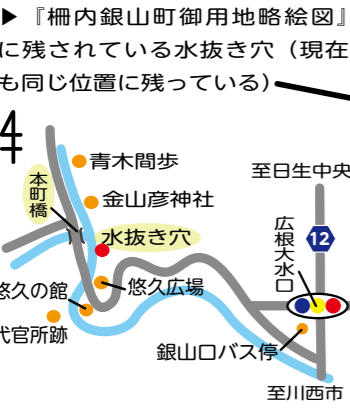 ▶『柵内銀山町御用地略絵図』
に残されている水抜き穴（現在
も同じ位置に残っている）
4
青木間歩
至日生中央
本町橋
金山彦神社
広根大水口
12
水抜き穴
悠久の館
悠久広場
代官所跡
銀山口バス停
至川西市